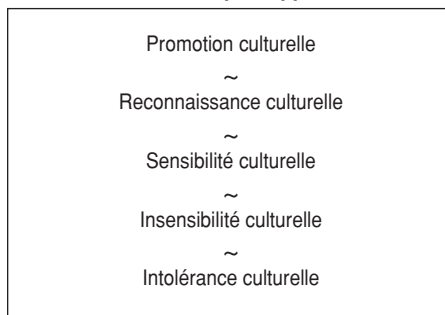 Promotion culturelle
~
Reconnaissance culturelle
~
Sensibilité culturelle
~
Insensibilité culturelle
~
Intolérance culturelle